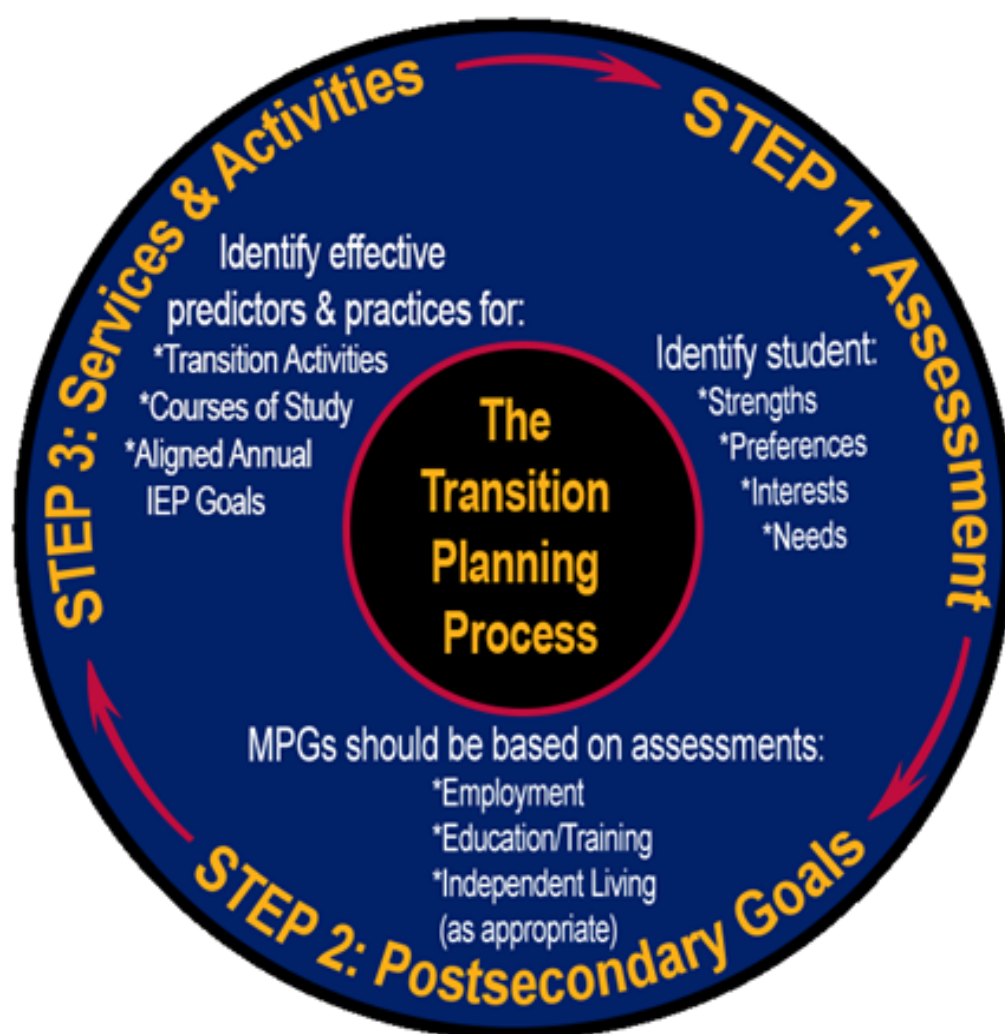 The
Transition
Planning
Process
STEP 1: Assessment
Identify student:
*Strengths
*Preferences
*Interests
*Needs
STEP 2: Postsecondary Goals
MPGs should be based on assessments:
*Employment
*Education/Training
*Independent Living
(as appropriate)
STEP 3: Services & Activities
Identify effective
predictors & practices for:
*Transition Activities
*Courses of Study
*Aligned Annual
IEP Goals